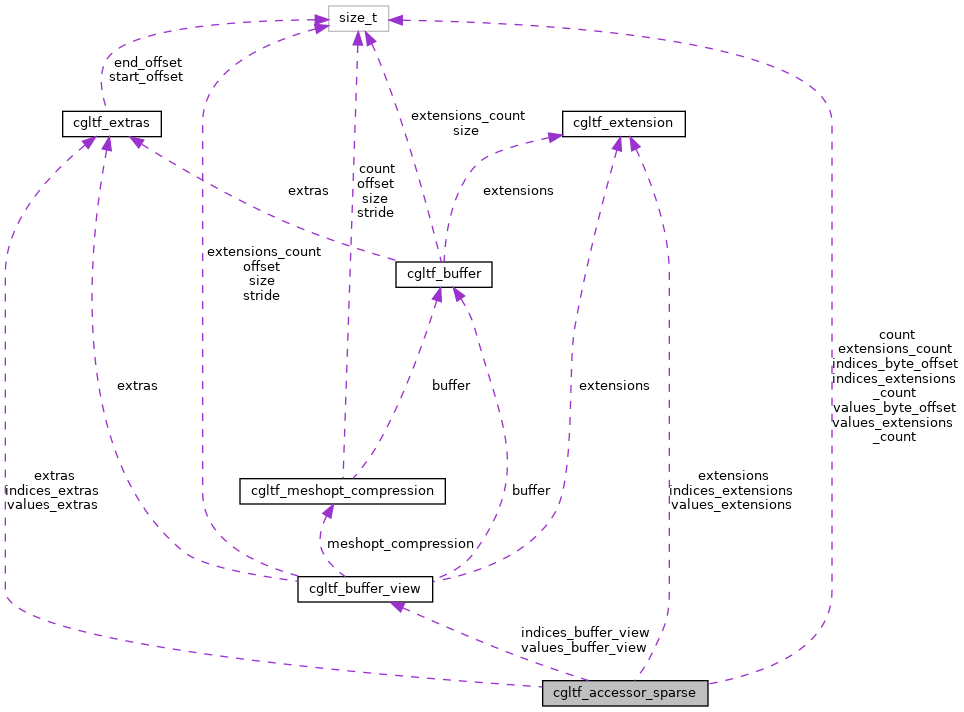 size_t
end_offset
start_offset
cgltf_extras
extensions_count
size
cgltf_extension
count
offset
size
stride
extras
extensions
extensions_count
offset
size
stride
cgltf_buffer
count
extensions_count
indices_byte_offset
indices_extensions
_count
values_byte_offset
values_extensions
_count
extras
buffer
extensions
extras
indices_extras
values_extras
cgltf_meshopt_compression
buffer
extensions
indices_extensions
values_extensions
meshopt_compression
cgltf_buffer_view
indices_buffer_view
values_buffer_view
cgltf_accessor_sparse